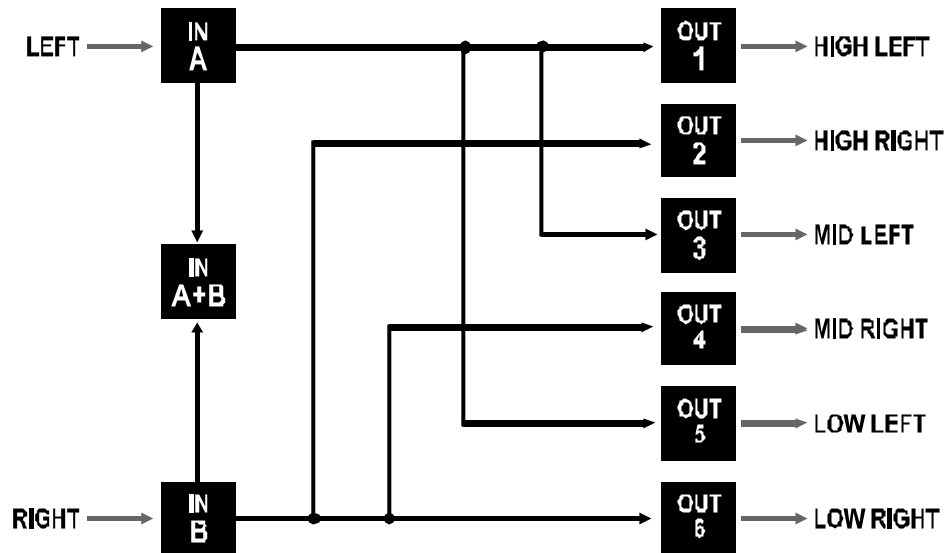 LEFT
IN
A
OUT
1
HIGH LEFT
OUT
2
HIGH RIGHT
OUT
3
MID LEFT
IN
A+B
OUT
4
MID RIGHT
OUT
5
LOW LEFT
RIGHT
IN
B
OUT
6
LOW RIGHT